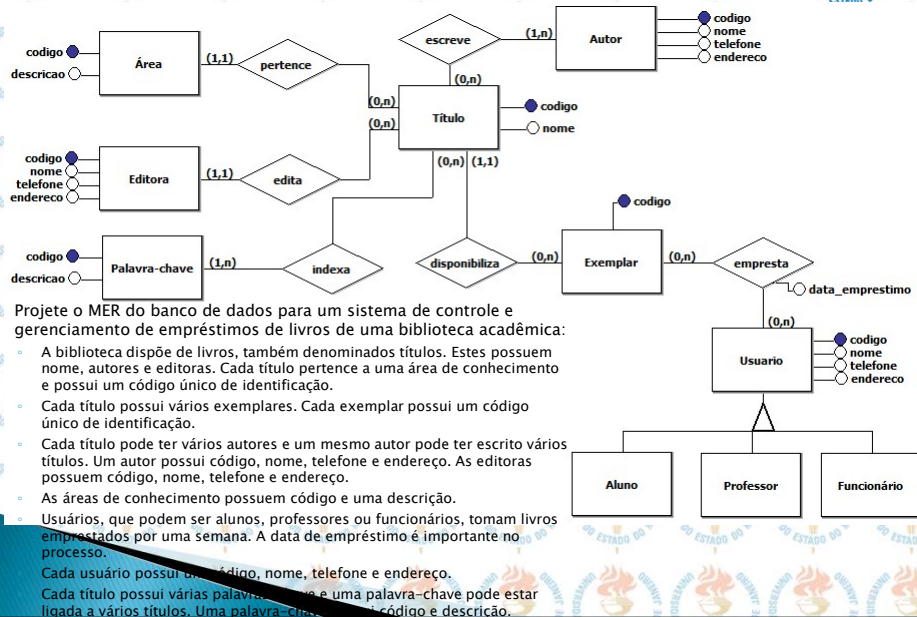 codigo
descricao
Área
(1,1)
pertence
(0,n)
escreve
(1,n)
(0,n)
Autor
codigo
nome
telefone
endereco
Título
codigo
nome
codigo
nome
telefone
endereco
Editora
(1,1)
edita
(0,n)
codigo
descricao
Palavra-chave
(1,n)
indexa
(0,n)
(1,1)
disponibiliza
(0,n)
Exemplar
codigo
(0,n)
empresta
data_emprestimo
(0,n)
Usuario
codigo
nome
telefone
endereco
Aluno
Professor
Funcionário
Projete o MER do banco de dados para um sistema de controle e
gerenciamento de empréstimos de livros de uma biblioteca acadêmica:
A biblioteca dispõe de livros, também denominados títulos. Estes possuem
nome, autores e editoras. Cada título pertence a uma área de conhecimento
e possui um código único de identificação.
Cada título possui vários exemplares. Cada exemplar possui um código
único de identificação.
Cada título pode ter vários autores e um mesmo autor pode ter escrito vários
títulos. Um autor possui código, nome, telefone e endereço. As editoras
possuem código, nome, telefone e endereço.
As áreas de conhecimento possuem código e uma descrição.
Usuários, que podem ser alunos, professores ou funcionários, tomam livros
emprestados por uma semana. A data de empréstimo é importante no
processo.
Cada usuário possui um código, nome, telefone e endereço.
Cada título possui várias e uma palavra-chave pode estar
ligada a vários títulos. Uma código e descrição.